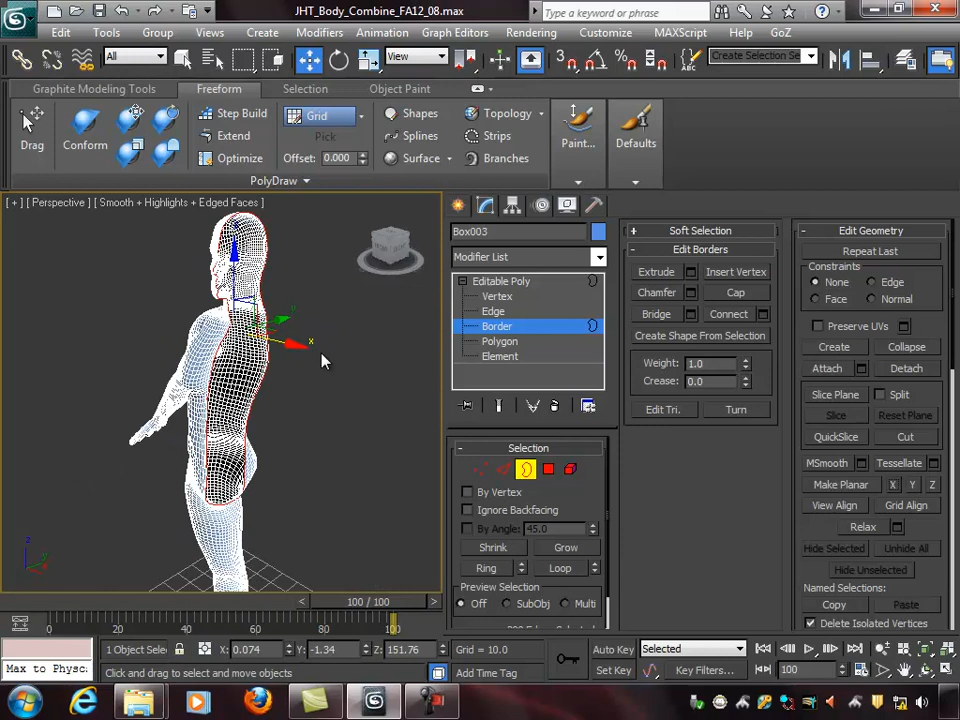 JHT_Body_Combine_FA12_08.max
Type a keyword or phrase
Edit Tools Group Views Create Modifiers Animation Graph Editors Rendering Customize MAXScript Help GoZ
All View 3 Create Selection Se
Graphite Modeling Tools Freeform Selection Object Paint
Step Build Grid Shapes Topology
Drag Conform Extend Pick Splines Strips Paint... Defaults
Optimize Offset: 0.000 Surface Branches
PolyDraw
[ + ] [ Perspective ] [ Smooth + Highlights + Edged Faces ]
x
z
y
Box003
Modifier List
Editable Poly
Vertex
Edge
Border
Polygon
Element
- Selection
By Vertex
Ignore Backfacing
By Angle: 45.0
Shrink Grow
Ring Loop
Preview Selection
Off SubObj Multi
+ Soft Selection
- Edit Borders
Extrude Insert Vertex
Chamfer Cap
Bridge Connect
Create Shape From Selection
Weight: 1.0
Crease: 0.0
Edit Tri. Turn
- Edit Geometry
Repeat Last
Constraints
None Edge
Face Normal
Preserve UVs
Create Collapse
Attach Detach
Slice Plane Split
Slice Reset Plane
QuickSlice Cut
MSmooth Tessellate
Make Planar X Y Z
View Align Grid Align
Relax
Hide Selected Unhide All
Hide Unselected
Named Selections:
Copy Paste
Delete Isolated Vertices
< 100 / 100 >
0 20 40 60 80 100
1 Object Selec X: 0.074 Y: -1.34 Z: 151.76 Grid = 10.0 Auto Key Selected
Max to Physc Click and drag to select and move objects Add Time Tag Set Key Key Filters... 100